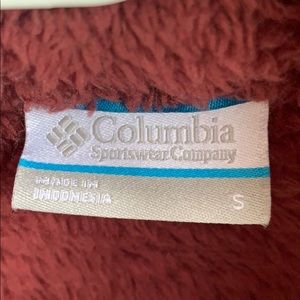 Columbia
Sportswear Company
MADE IN
INDONESIA
S